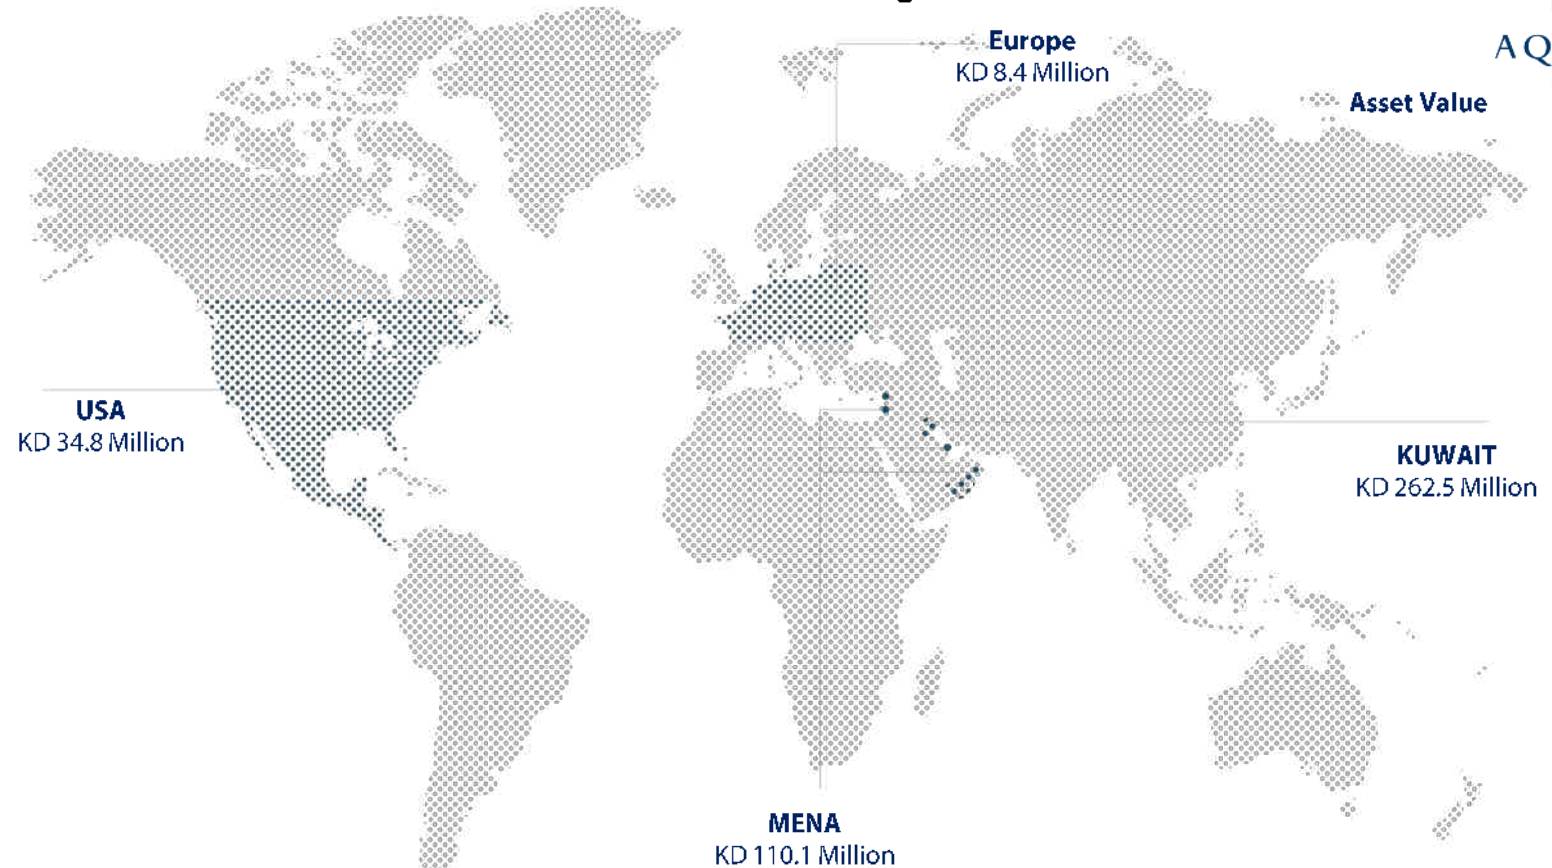 Europe
KD 8.4 Million
AQ
Asset Value
USA
KD 34.8 Million
KUWAIT
KD 262.5 Million
MENA
KD 110.1 Million